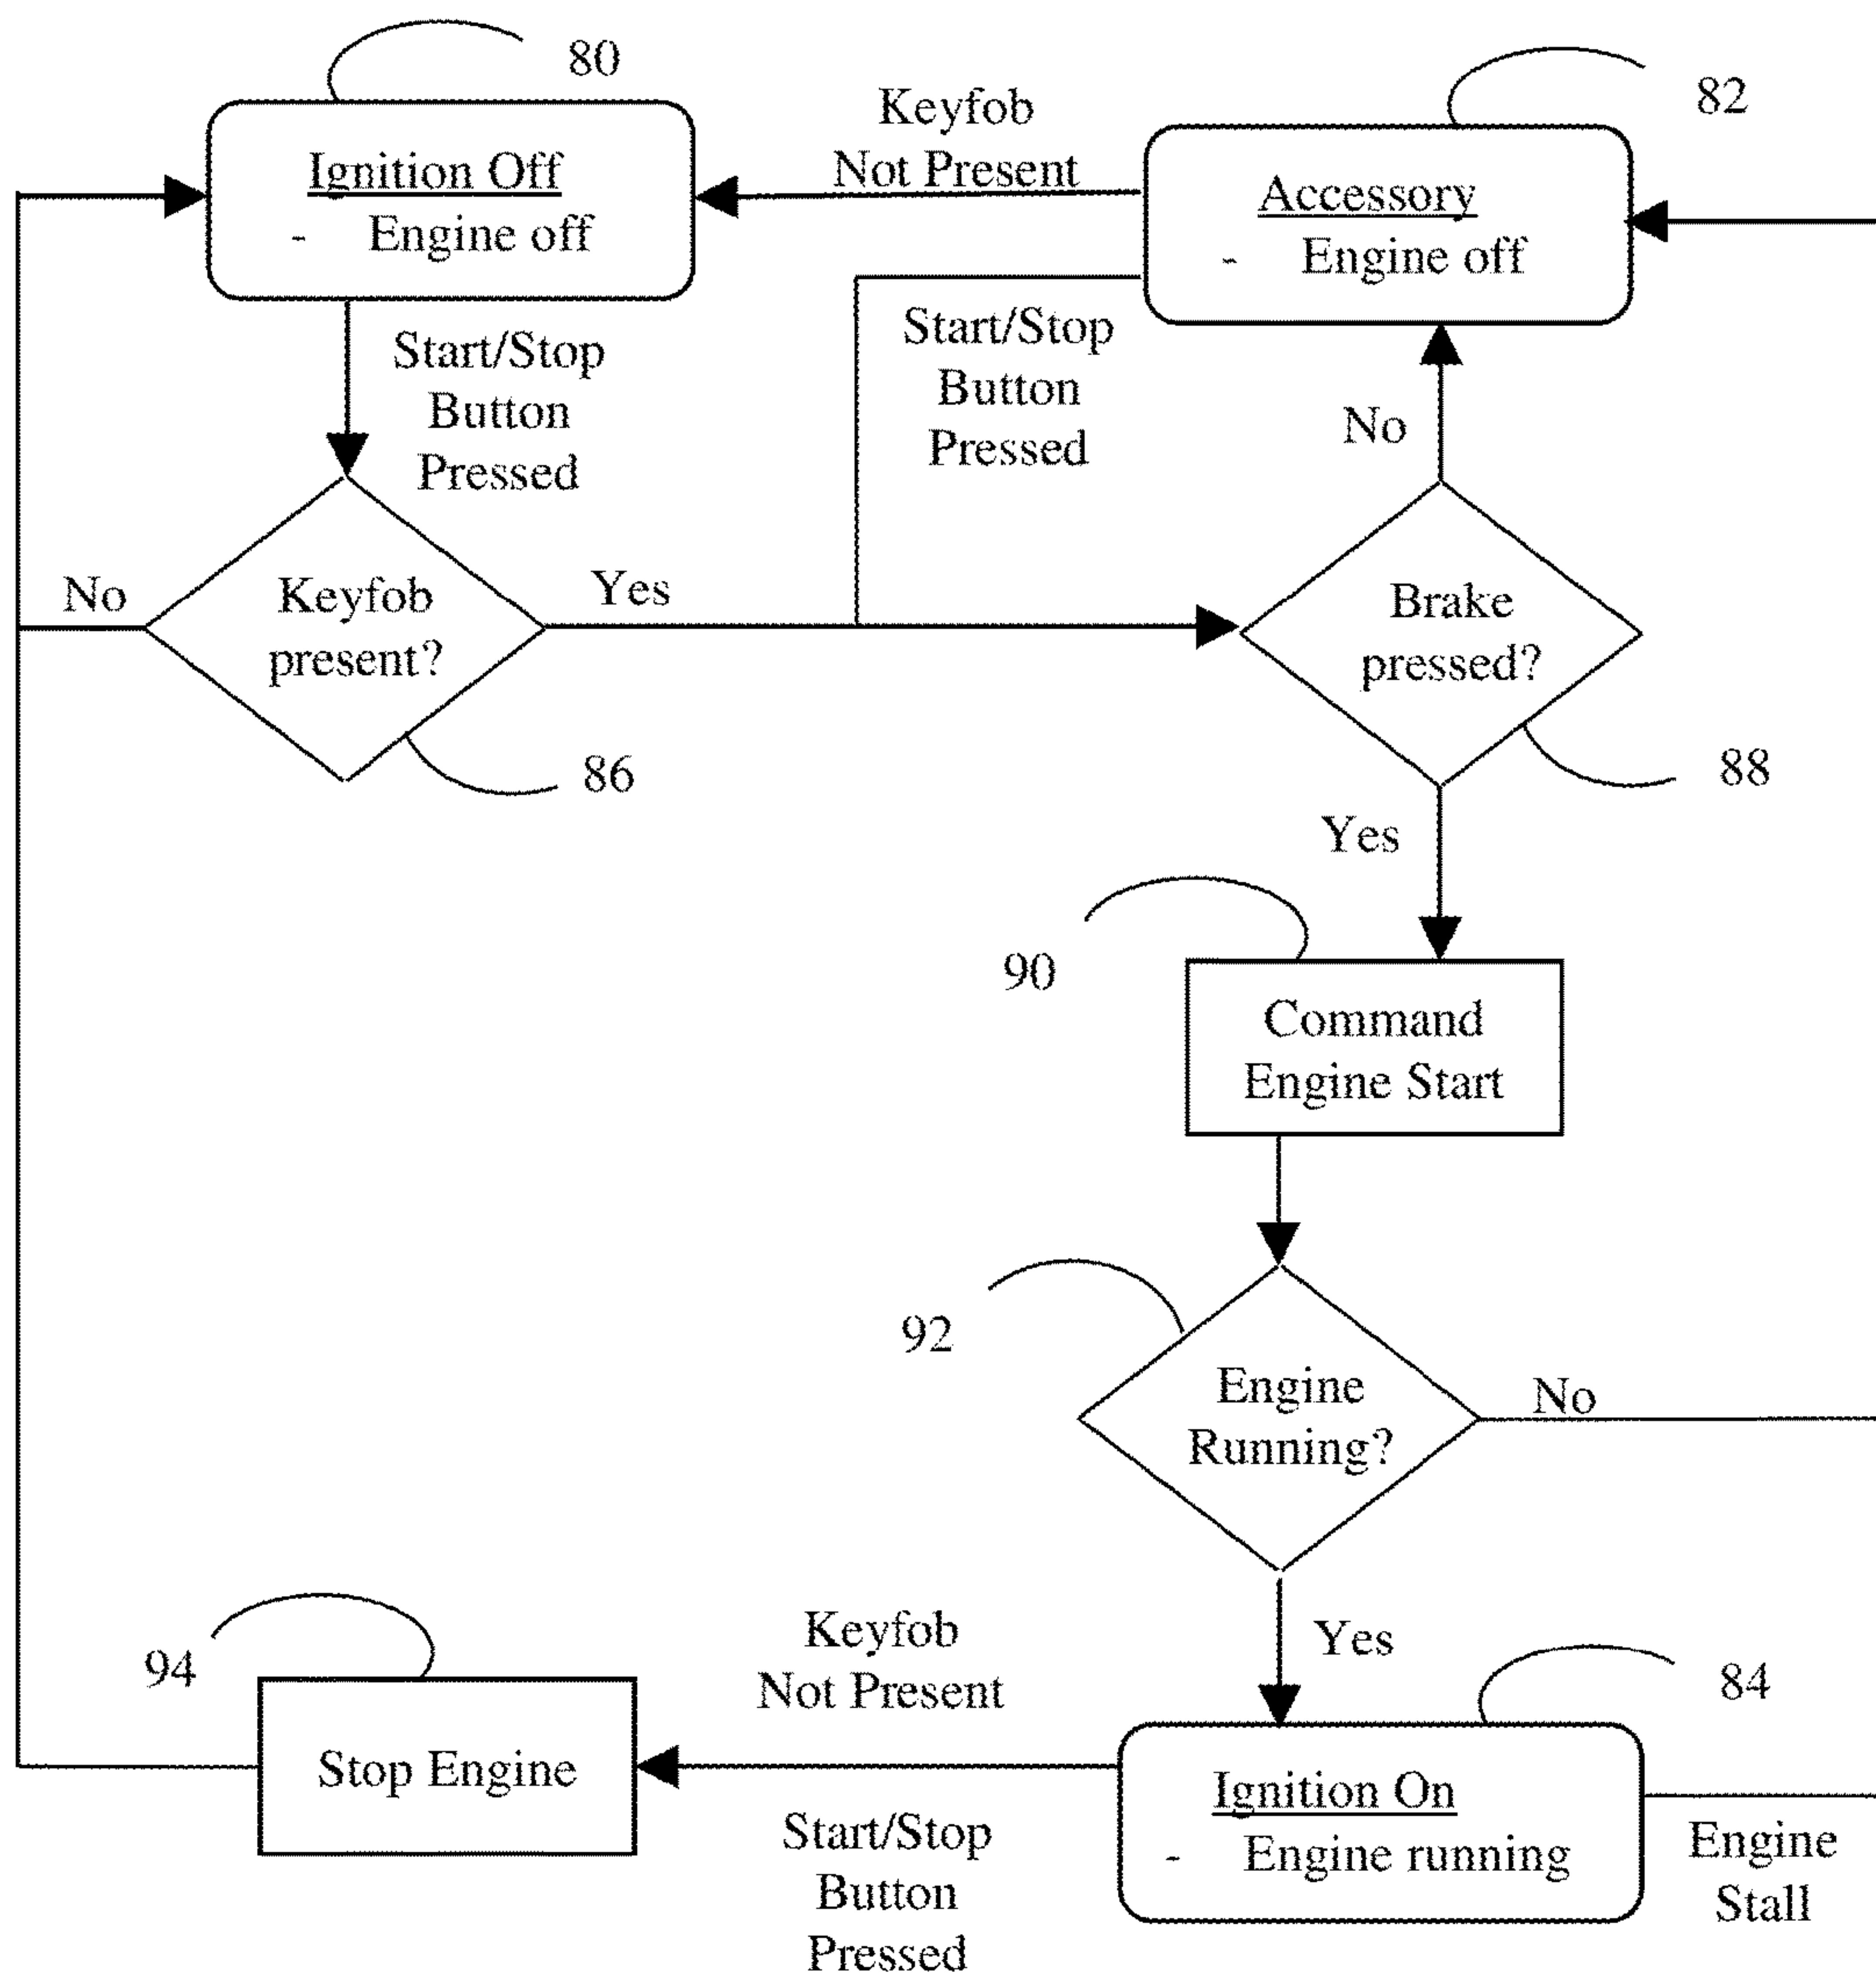 80
Ignition Off
- Engine off
Keyfob
Not Present
82
Accessory
- Engine off
Start/Stop
Button
Pressed
Start/Stop
Button
Pressed
No
No
Keyfob
present?
Yes
Brake
pressed?
86
88
Yes
90
Command
Engine Start
92
Engine
Running?
No
Yes
94
Stop Engine
Keyfob
Not Present
Start/Stop
Button
Pressed
84
Ignition On
- Engine running
Engine
Stall